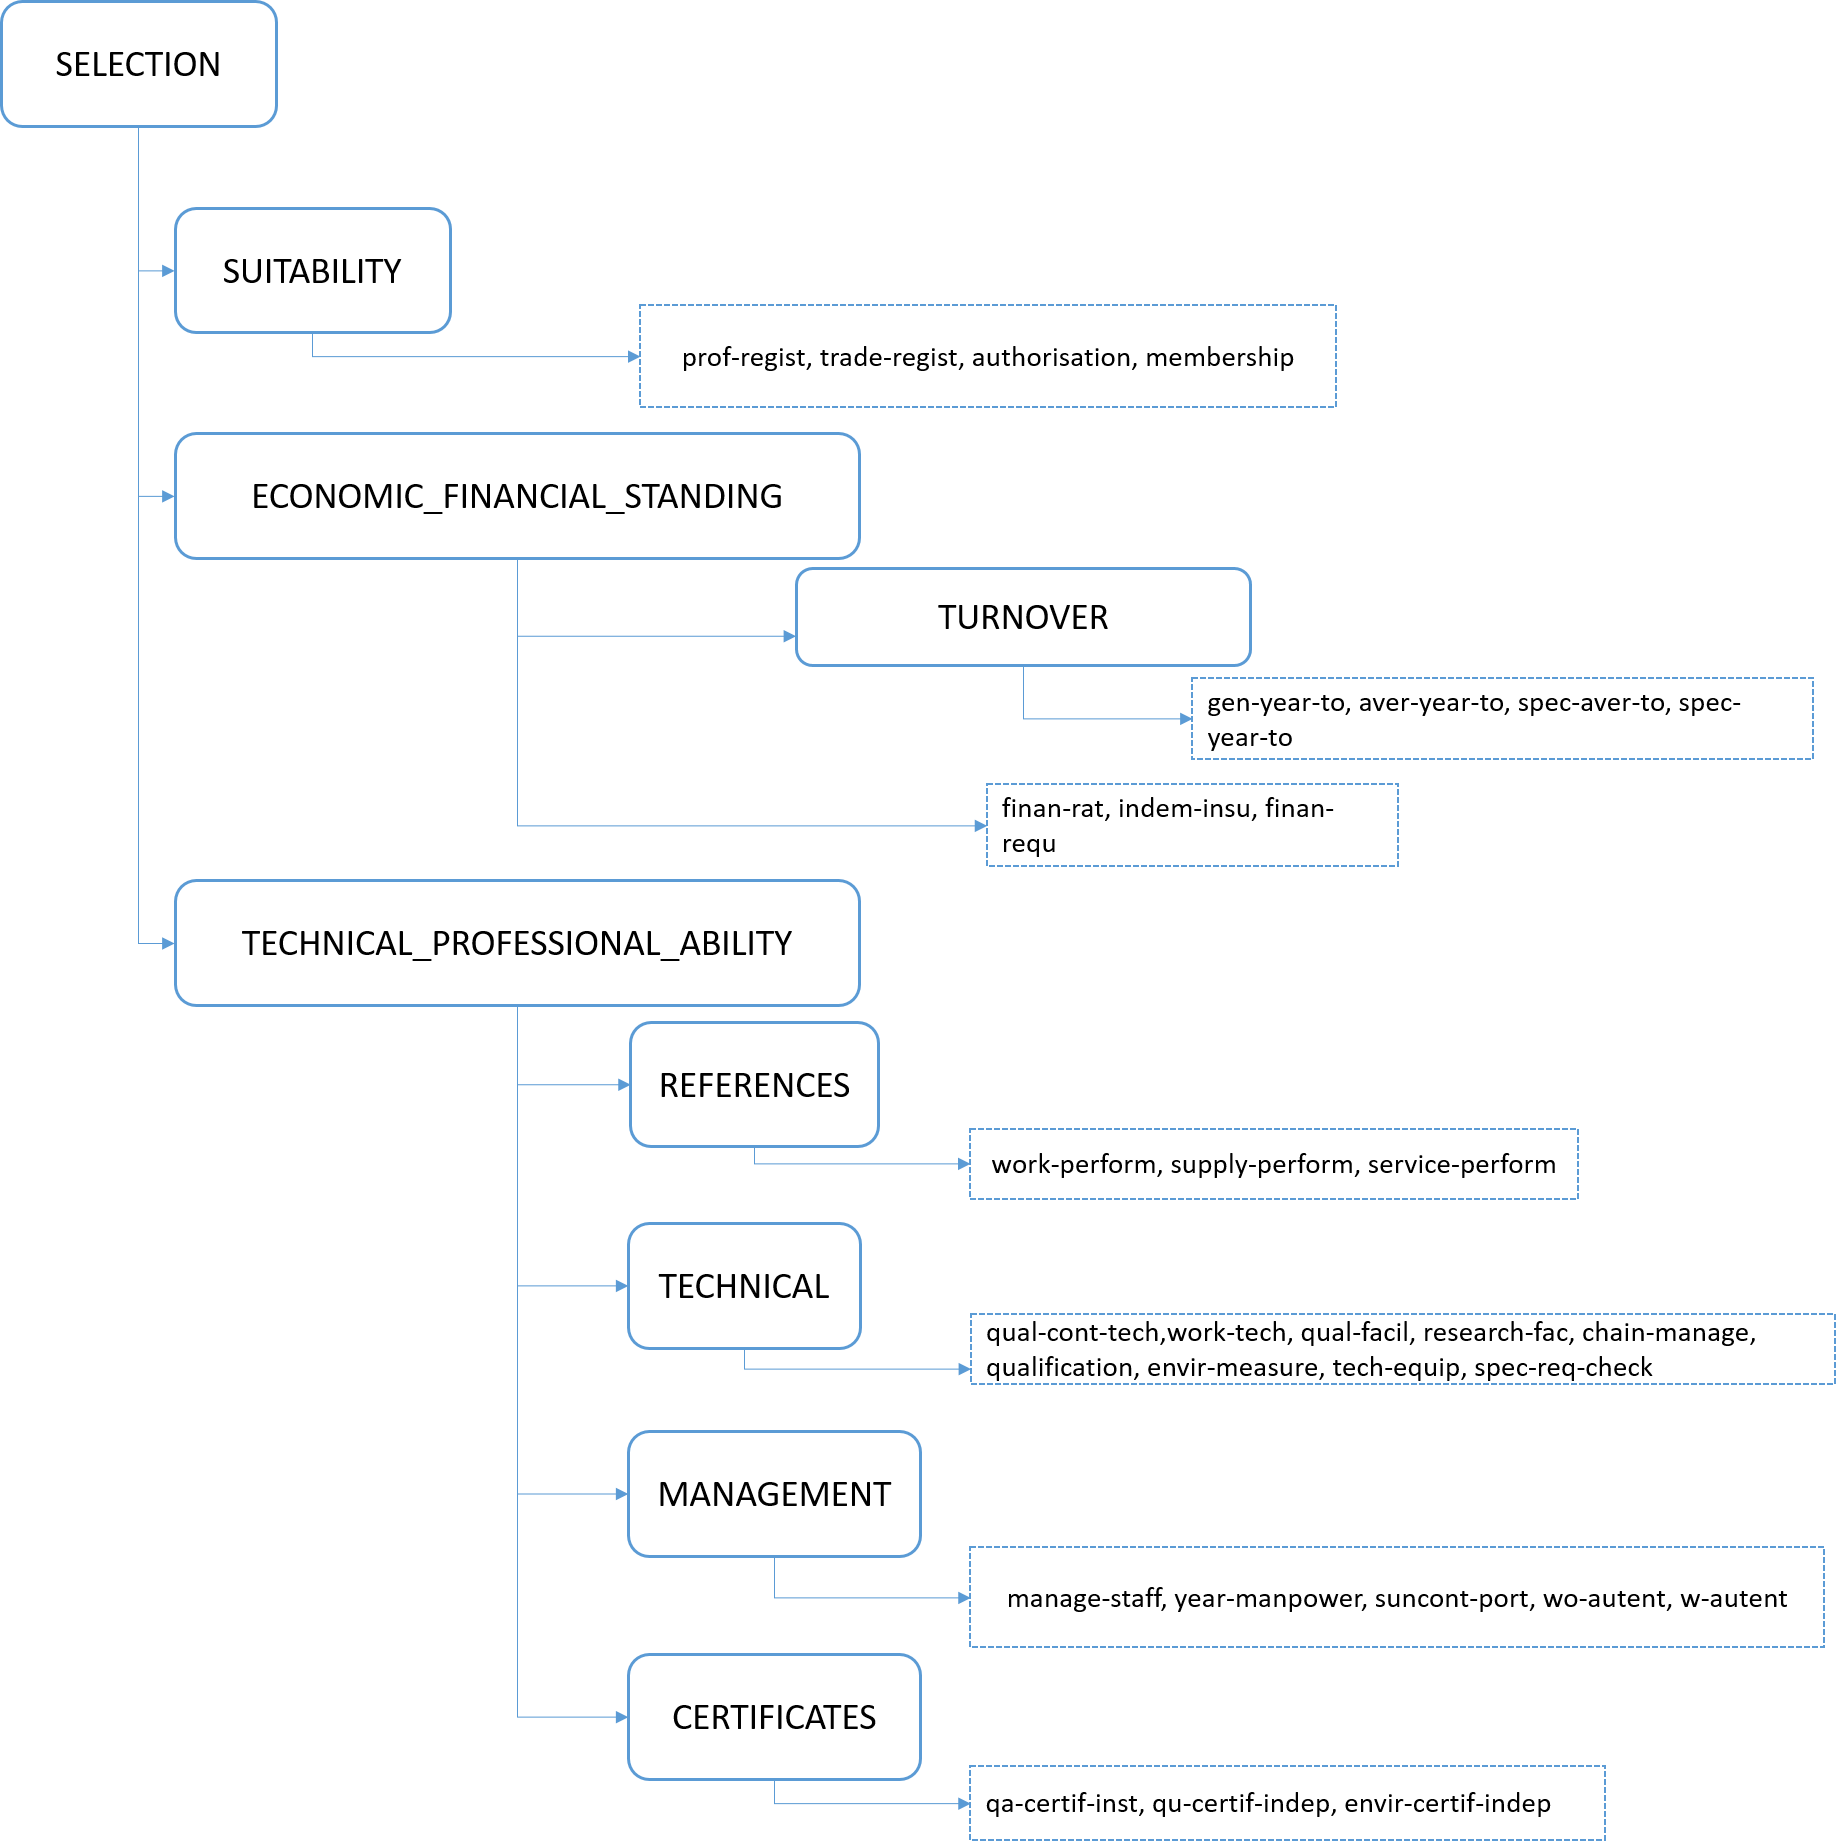 SELECTION
SUITABILITY
prof-regist, trade-regist, authorisation, membership
ECONOMIC_FINANCIAL_STANDING
TURNOVER
gen-year-to, aver-year-to, spec-aver-to, spec-
year-to
finan-rat, indem-insu, finan-
requ
TECHNICAL_PROFESSIONAL_ABILITY
REFERENCES
work-perform, supply-perform, service-perform
TECHNICAL
qual-cont-tech,work-tech, qual-facil, research-fac, chain-manage,
qualification, envir-measure, tech-equip, spec-req-check
MANAGEMENT
manage-staff, year-manpower, suncont-port, wo-autent, w-autent
CERTIFICATES
qa-certif-inst, qu-certif-indep, envir-certif-indep